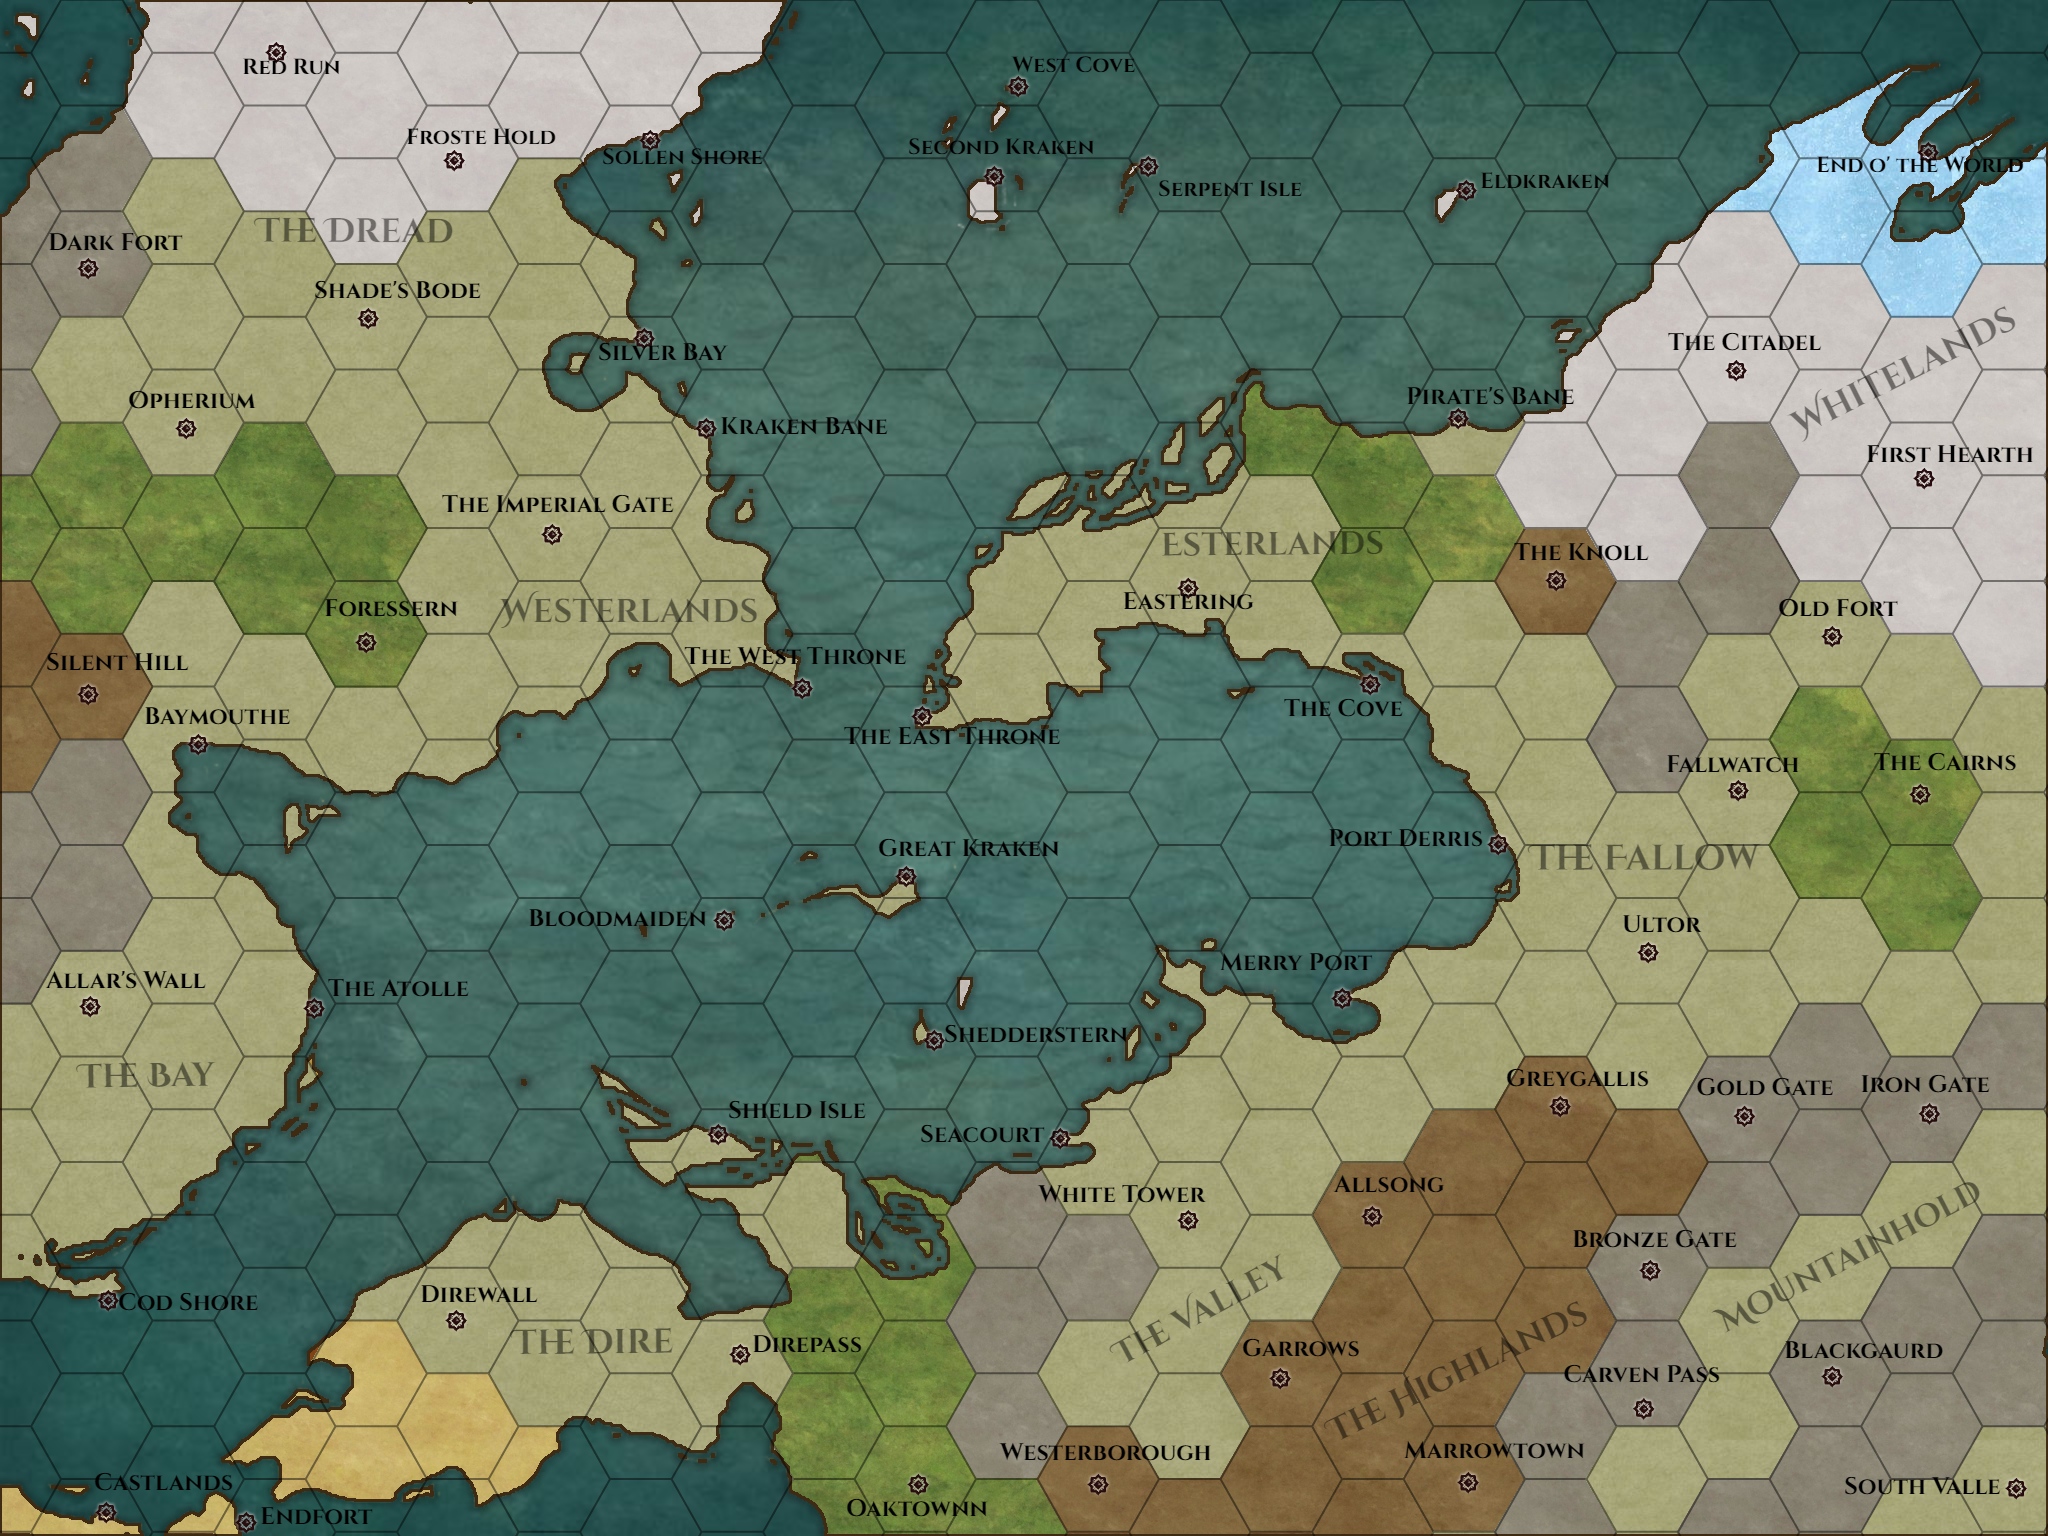 Red Run
West Cove
Froste Hold
Second Kraken
Sollen Shore
End o' the World
Eldkraken
Serpent Isle
The Dread
Dark Fort
Shade's Bode
The Citadel
Silver Bay
Whitelands
Pirate's Bane
Opherium
Kraken Bane
First Hearth
The Imperial Gate
Esterlands
The Knoll
Eastering
Foressern
Westerlands
Old Fort
The West Throne
Silent Hill
The Cove
Baymouthe
The East Throne
Fallwatch
The Cairns
Port Derris
Great Kraken
The Fallow
Bloodmaiden
Ultor
Merry Port
Allar's Wall
The Atolle
Shedderstern
The Bay
Greygallis
Gold Gate
Iron Gate
Shield Isle
Seacourt
Allsong
White Tower
Bronze Gate
Mountainhold
Direwall
Cod Shore
The Valley
The Dire
Direpass
Garrows
Blackgaurd
The Highlands
Carven Pass
Westerborough
Marrowtown
Castlands
South Valle
Oaktownn
Endfort